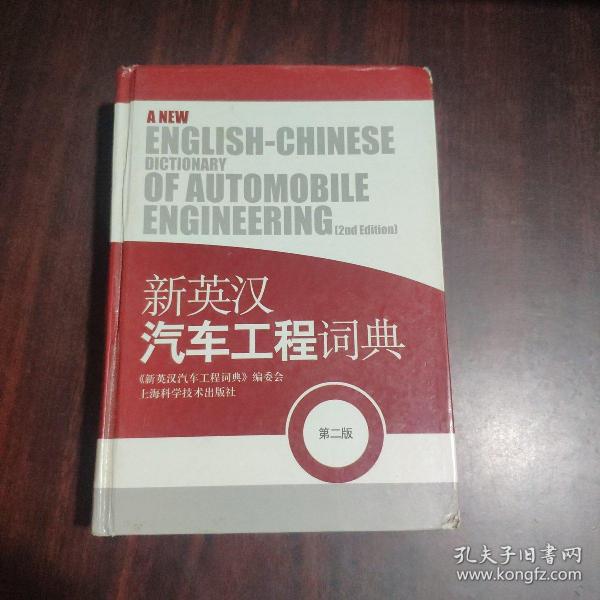 A NEW
ENGLISH-CHINESE
DICTIONARY
OF AUTOMOBILE
ENGINEERING (2nd Edition)
新英汉
汽车工程词典
《新英汉汽车工程词典》编委会
上海科学技术出版社
第二版
孔夫子旧书网
www.kongfz.com